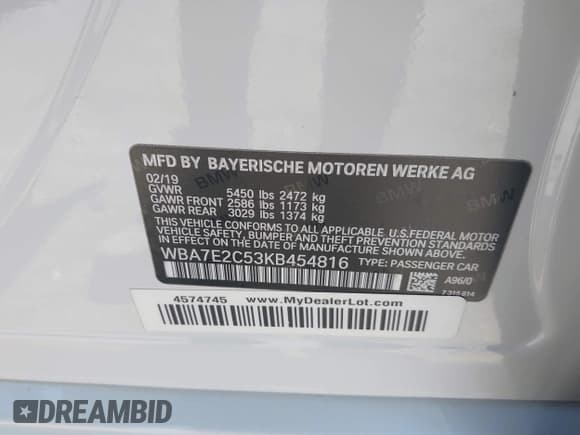 MFD BY BAYERISCHE MOTOREN WERKE AG
02/19
GVWR 5450 lbs 2472 kg
GAWR FRONT 2586 lbs 1173 kg
GAWR REAR 3029 lbs 1374 kg
THIS VEHICLE CONFORMS TO ALL APPLICABLE, U.S.FEDERAL MOTOR
VEHICLE SAFETY, BUMPER AND THEFT PREVENTION
STANDARDS IN EFFECT ON THE DATE OF MANUFACTURE SHOWN ABOVE.
WBA7E2C53KB454816 TYPE: PASSENGER CAR
A96/0
7 315 814
4574745 www.MyDealerLot.com
DREAMBID